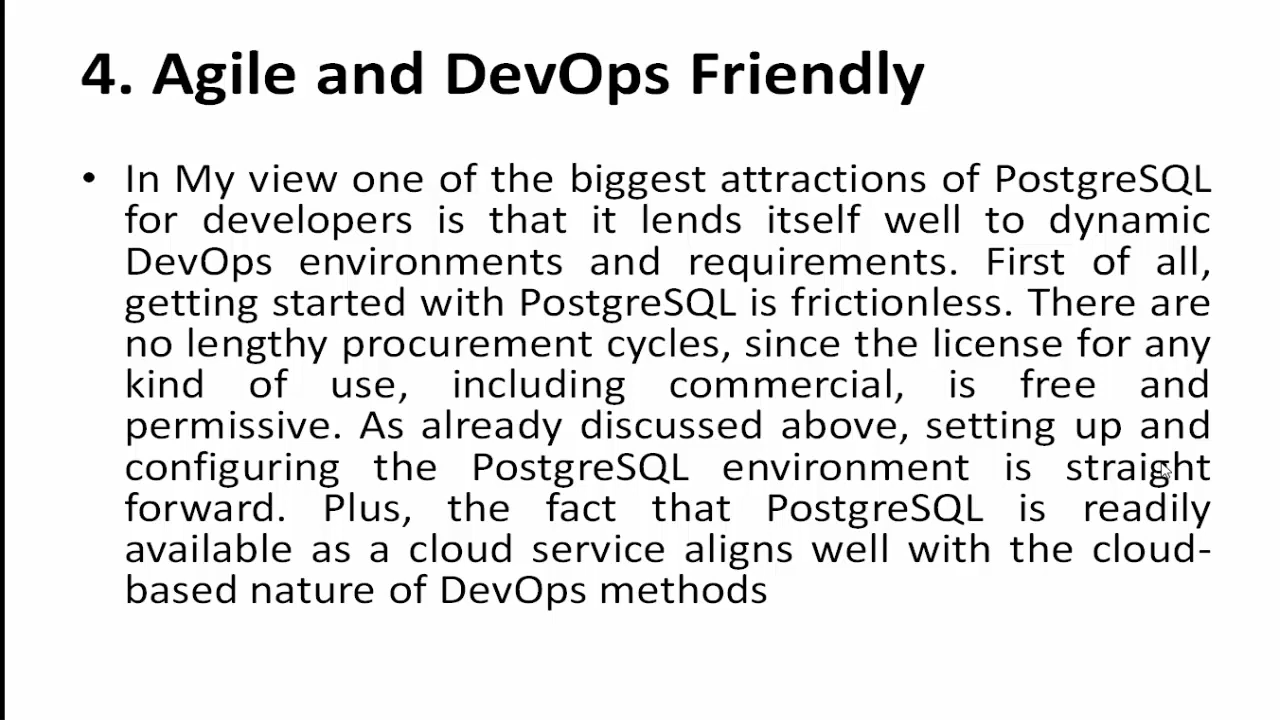 4. Agile and DevOps Friendly
• In My view one of the biggest attractions of PostgreSQL
for developers is that it lends itself well to dynamic
DevOps environments and requirements. First of all,
getting started with PostgreSQL is frictionless. There are
no lengthy procurement cycles, since the license for any
kind of use, including commercial, is free and
permissive. As already discussed above, setting up and
configuring the PostgreSQL environment is straight
forward. Plus, the fact that PostgreSQL is readily
available as a cloud service aligns well with the cloud-
based nature of DevOps methods